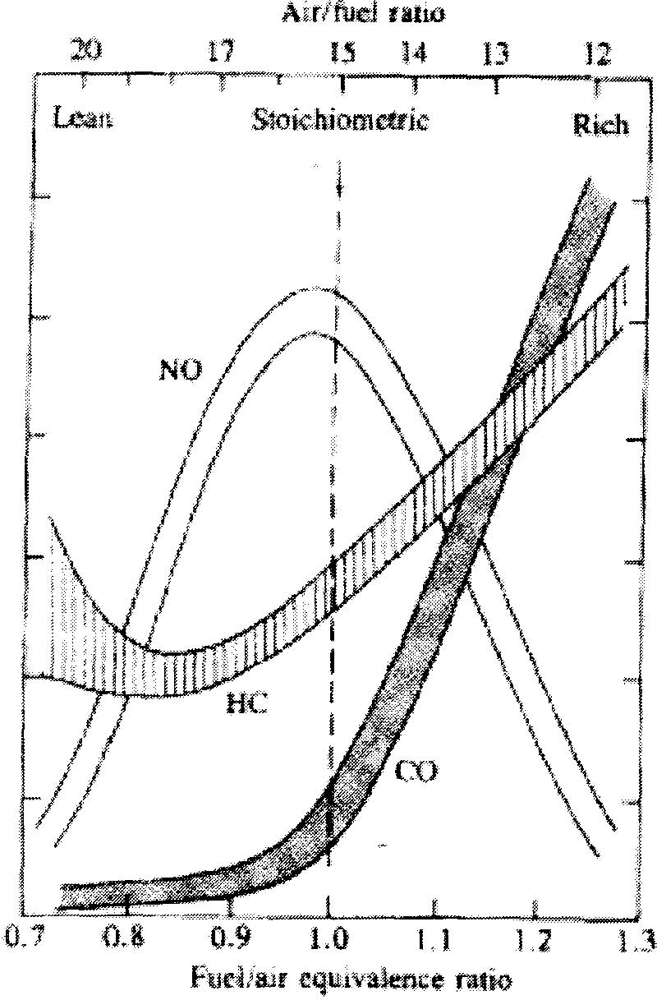 Air/fuel ratio
20 17 15 14 13 12
Lean Stoichiometric Rich
NO
HC
CO
0.7 0.8 0.9 1.0 1.1 1.2 1.3
Fuel/air equivalence ratio